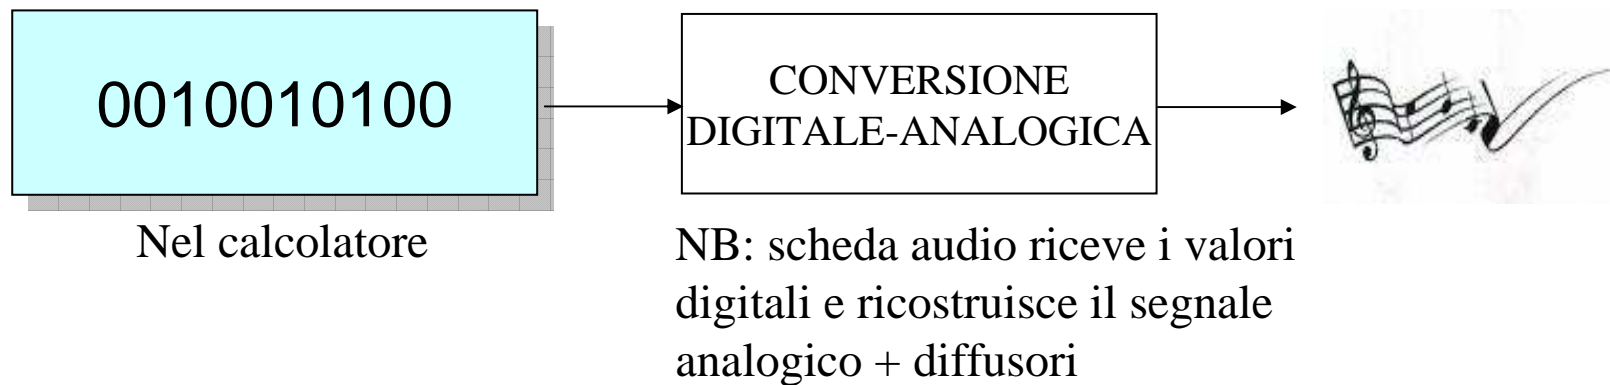 0010010100
Nel calcolatore
CONVERSIONE
DIGITALE-ANALOGICA
NB: scheda audio riceve i valori
digitali e ricostruisce il segnale
analogico + diffusori